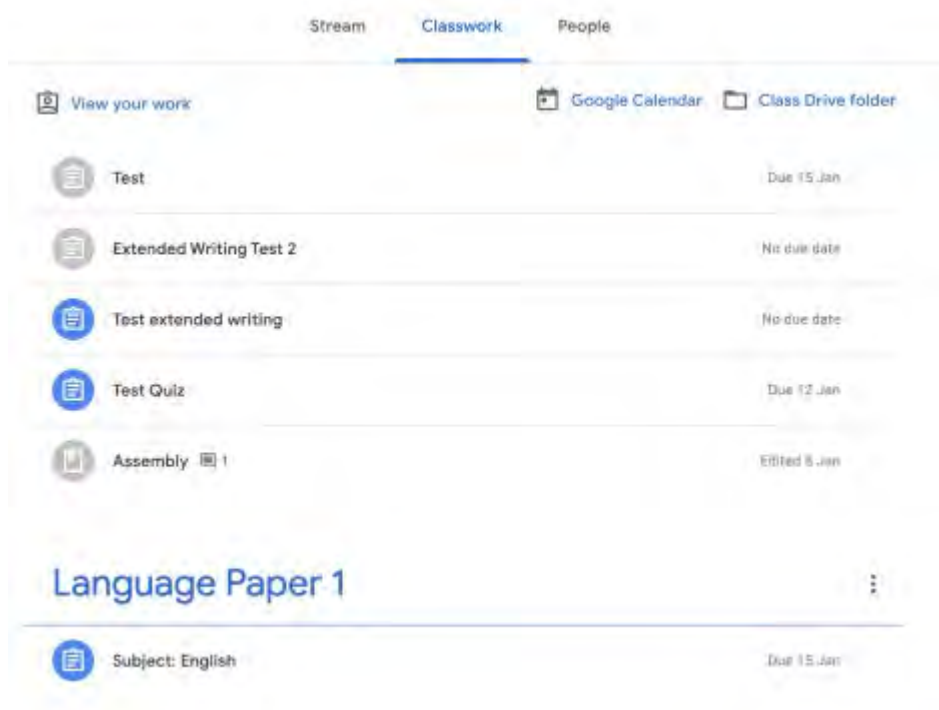 Stream Classwork People
View your work Google Calendar Class Drive folder
Test Due 15 Jan
Extended Writing Test 2 No due date
Test extended writing No due date
Test Quiz Due 12 Jan
Assembly 1 Edited 8 Jan
Language Paper 1
Subject: English Due 15 Jan